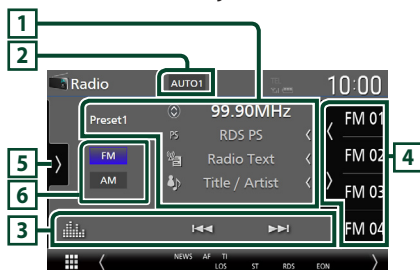 1
2
Radio AUTO1 TEL 10:00
Preset1 99.90MHz FM 01
PS RDS PS
5 FM Radio Text FM 02 4
6 AM Title / Artist FM 03
3 FM 04
NEWS AF TI
LOS ST RDS EON